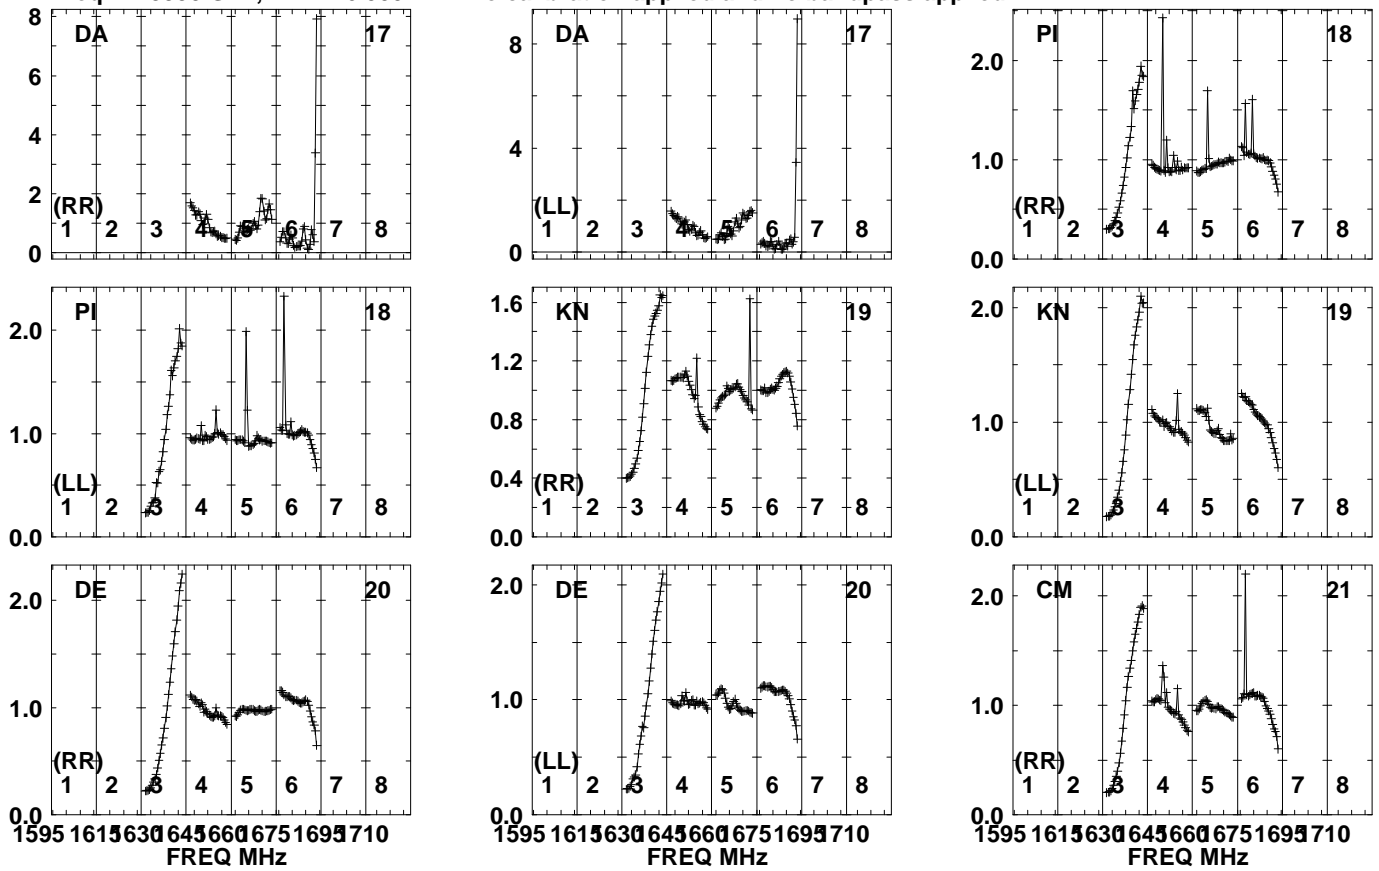 8 DA 17 8 DA 17 2.0 PI 18
6
4 4 1.0
2
(RR) (LL) (RR)
1 2 3 4 5 6 7 8 1 2 3 4 5 6 7 8 1 2 3 4 5 6 7 8
0 0 0.0
PI 18 1.6 KN 19 KN 19
2.0 2.0
1.2
1.0 0.8 1.0
(LL) 0.4 (RR) (LL)
1 2 3 4 5 6 7 8 1 2 3 4 5 6 7 8 1 2 3 4 5 6 7 8
0.0 0.0 0.0
DE 20 DE 20 CM 21
2.0 2.0 2.0
1.0 1.0 1.0
(RR) (LL) (RR)
1 2 3 4 5 6 7 8 1 2 3 4 5 6 7 8 1 2 3 4 5 6 7 8
0.0 0.0 0.0
1595 1615 1630 1645 1660 1675 1695 1710 1595 1615 1630 1645 1660 1675 1695 1710 1595 1615 1630 1645 1660 1675 1695 1710
FREQ MHz FREQ MHz FREQ MHz